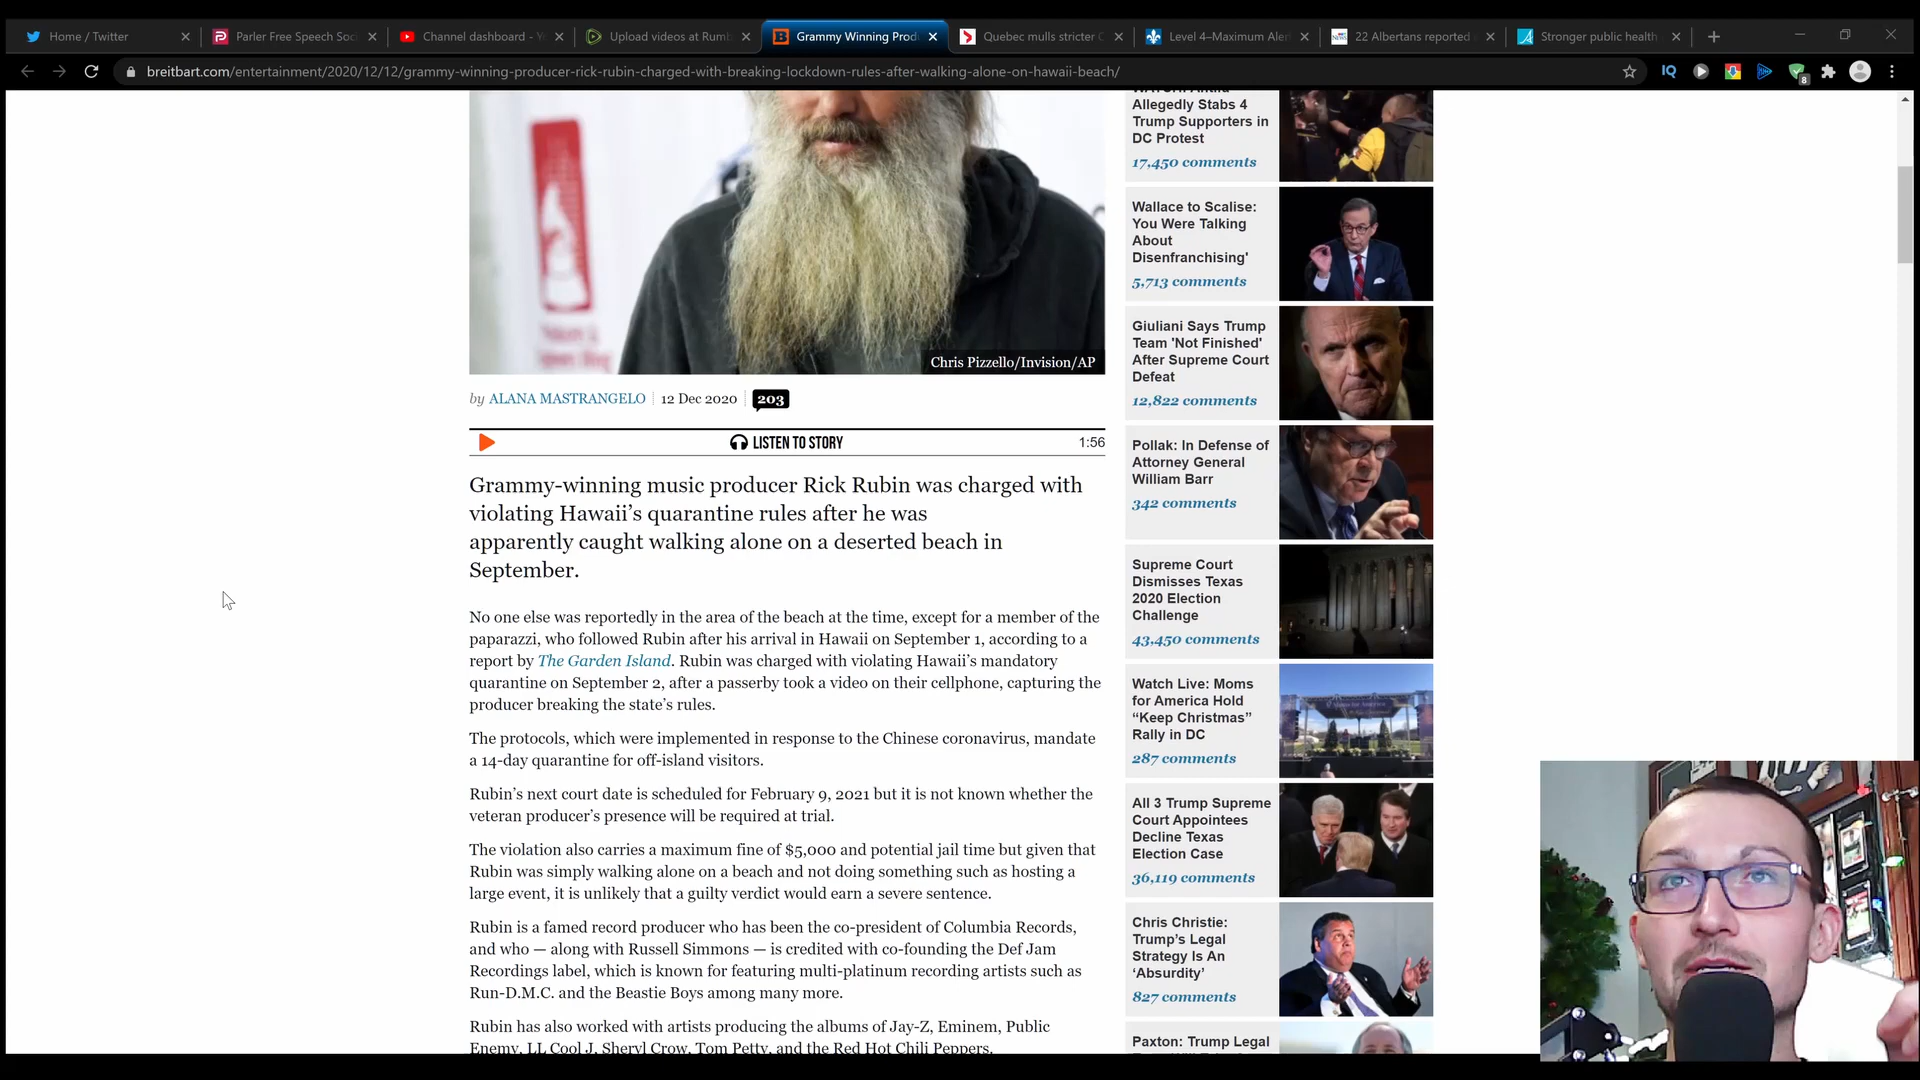 Home / Twitter
Parler Free Speech Soc
Channel dashboard - Y
Upload videos at Rumb
Grammy Winning Prod
Quebec mulls stricter C
Level 4–Maximum Aler
22 Albertans reported
Stronger public health
breitbart.com/entertainment/2020/12/12/grammy-winning-producer-rick-rubin-charged-with-breaking-lockdown-rules-after-walking-alone-on-hawaii-beach/
IQ
8
Chris Pizzello/Invision/AP
by ALANA MASTRANGELO 12 Dec 2020 203
LISTEN TO STORY 1:56
Grammy-winning music producer Rick Rubin was charged with
violating Hawaii’s quarantine rules after he was
apparently caught walking alone on a deserted beach in
September.
No one else was reportedly in the area of the beach at the time, except for a member of the
paparazzi, who followed Rubin after his arrival in Hawaii on September 1, according to a
report by The Garden Island. Rubin was charged with violating Hawaii’s mandatory
quarantine on September 2, after a passerby took a video on their cellphone, capturing the
producer breaking the state’s rules.
The protocols, which were implemented in response to the Chinese coronavirus, mandate
a 14-day quarantine for off-island visitors.
Rubin’s next court date is scheduled for February 9, 2021 but it is not known whether the
veteran producer’s presence will be required at trial.
The violation also carries a maximum fine of $5,000 and potential jail time but given that
Rubin was simply walking alone on a beach and not doing something such as hosting a
large event, it is unlikely that a guilty verdict would earn a severe sentence.
Rubin is a famed record producer who has been the co-president of Columbia Records,
and who — along with Russell Simmons — is credited with co-founding the Def Jam
Recordings label, which is known for featuring multi-platinum recording artists such as
Run-D.M.C. and the Beastie Boys among many more.
Rubin has also worked with artists producing the albums of Jay-Z, Eminem, Public
Enemy, LL Cool J, Sheryl Crow, Tom Petty, and the Red Hot Chili Peppers.
Allegedly Stabs 4
Trump Supporters in
DC Protest
17,450 comments
Wallace to Scalise:
You Were Talking
About
Disenfranchising'
5,713 comments
Giuliani Says Trump
Team 'Not Finished'
After Supreme Court
Defeat
12,822 comments
Pollak: In Defense of
Attorney General
William Barr
342 comments
Supreme Court
Dismisses Texas
2020 Election
Challenge
43,450 comments
Watch Live: Moms
for America Hold
“Keep Christmas”
Rally in DC
287 comments
All 3 Trump Supreme
Court Appointees
Decline Texas
Election Case
36,119 comments
Chris Christie:
Trump’s Legal
Strategy Is An
‘Absurdity’
827 comments
Paxton: Trump Legal